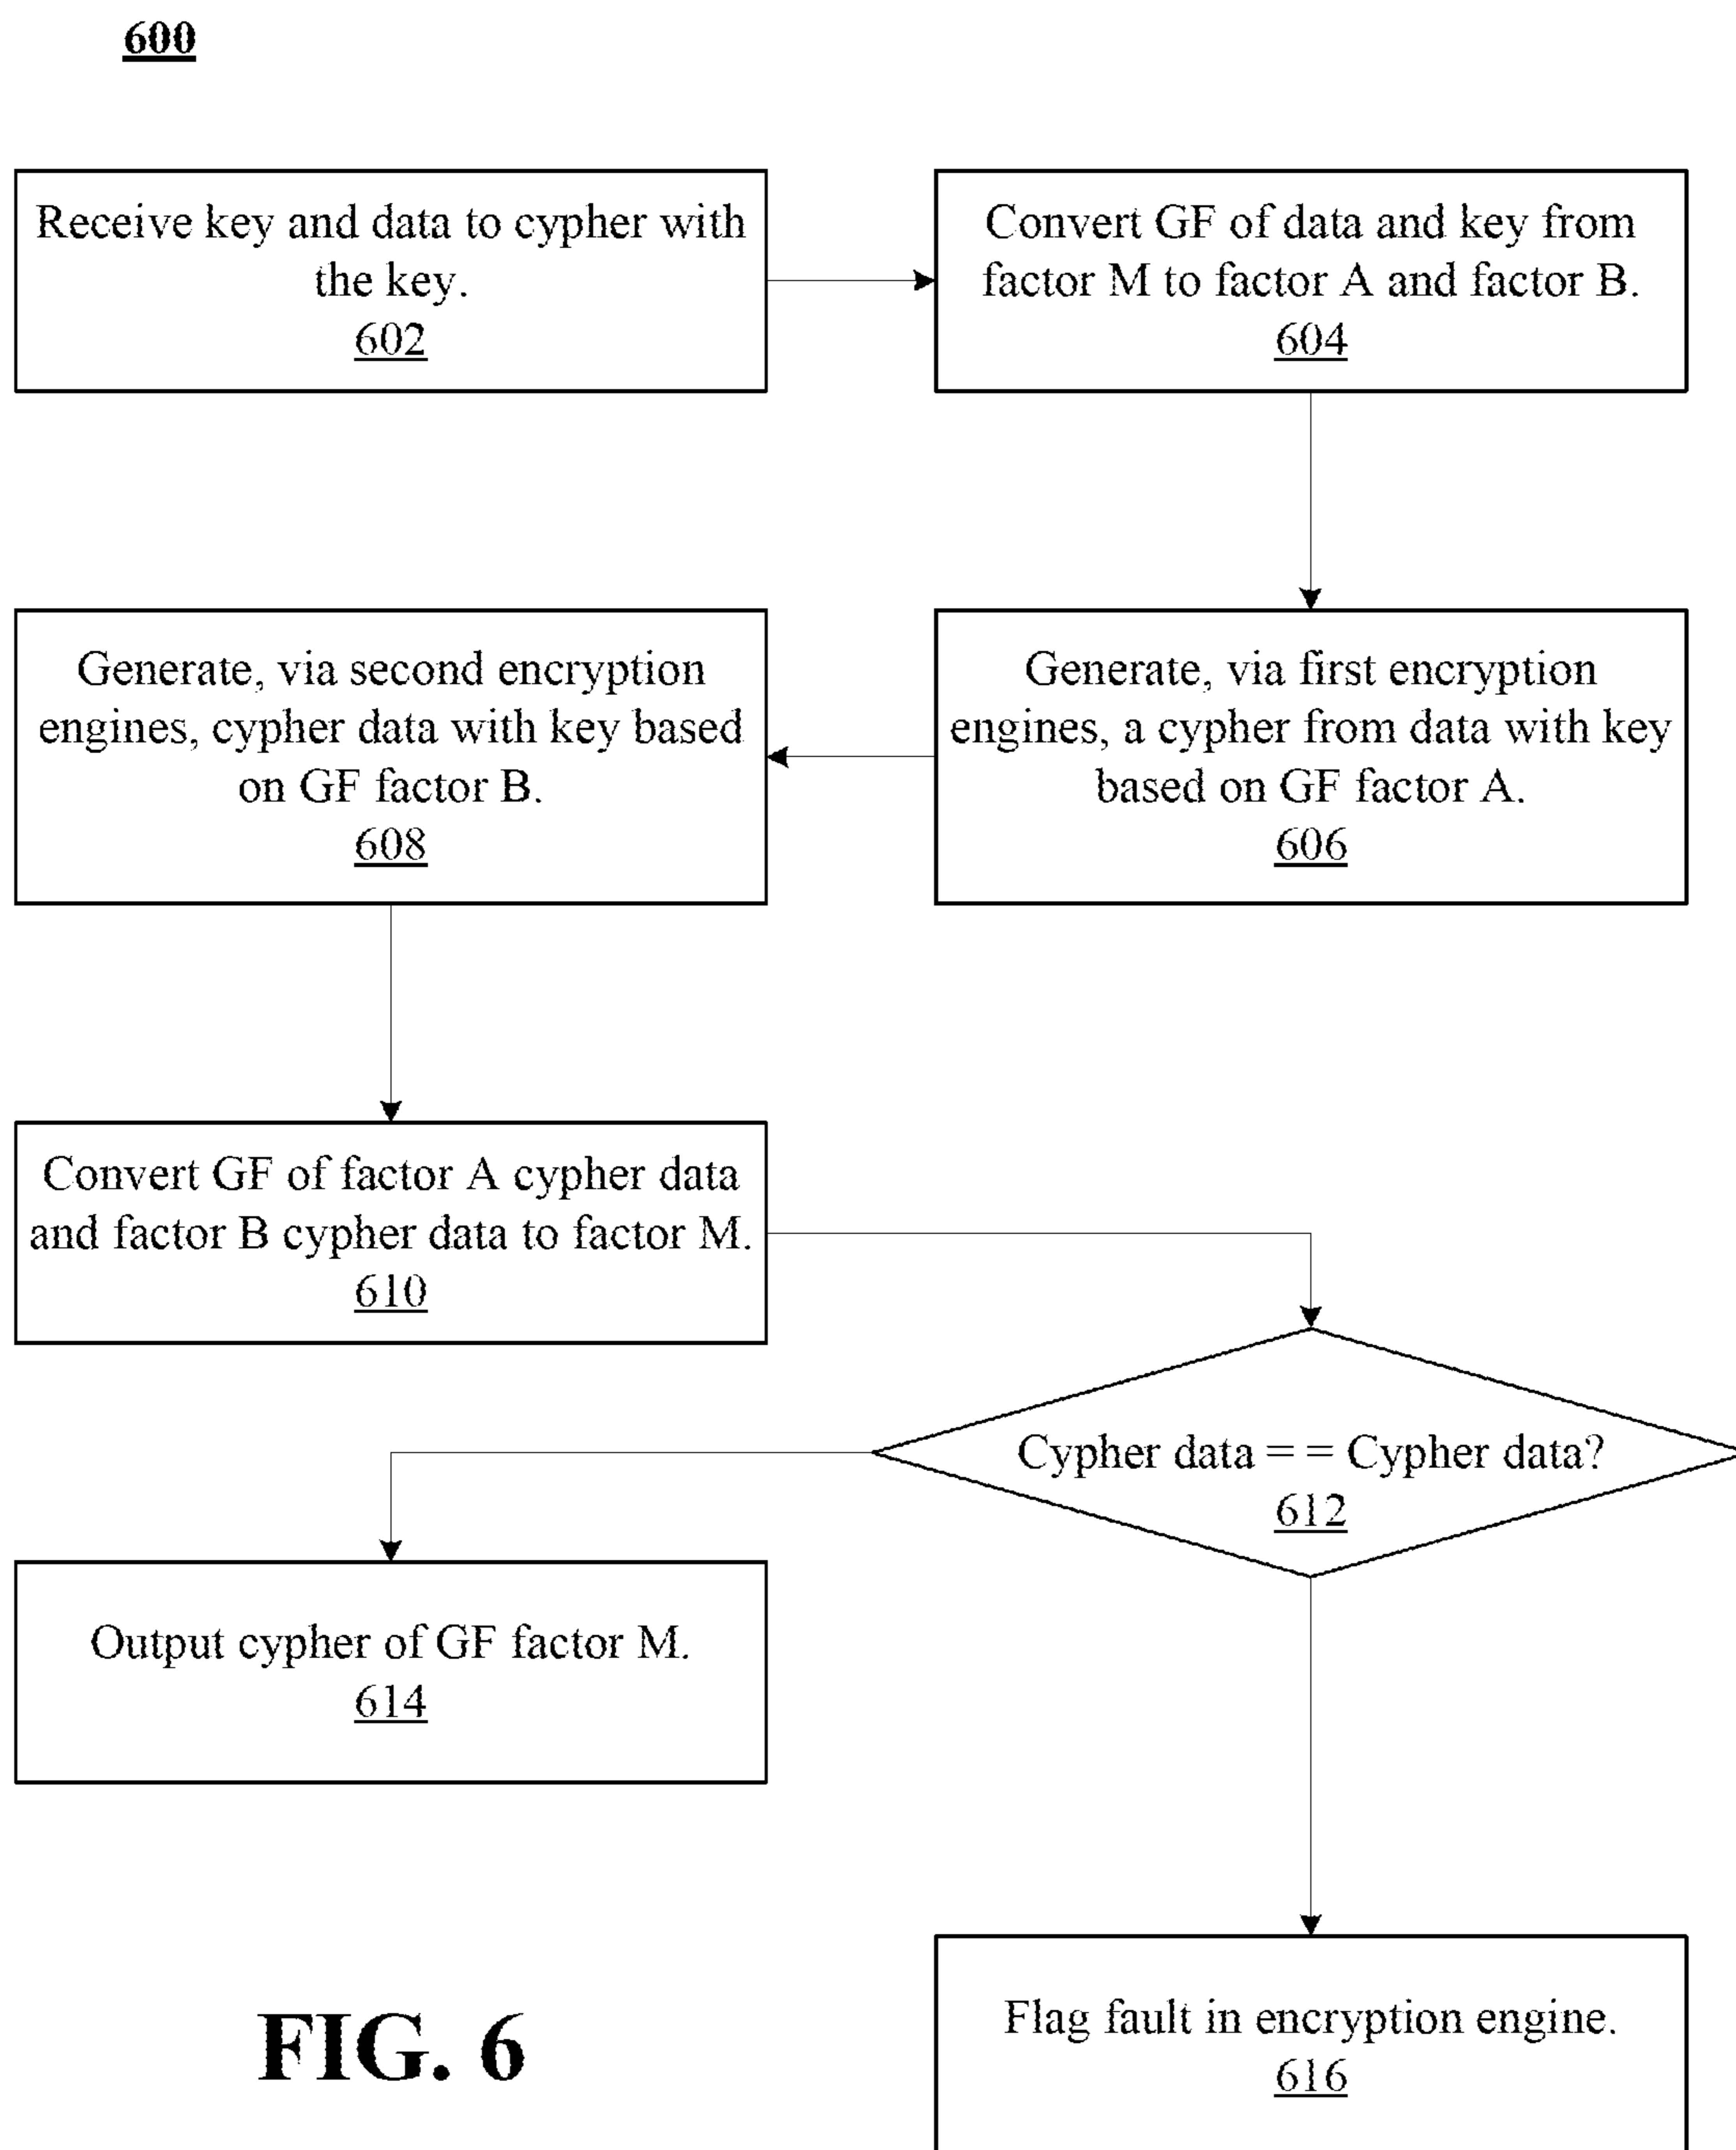 600
Receive key and data to cypher with
the key.
602
Convert GF of data and key from
factor M to factor A and factor B.
604
Generate, via first encryption
engines, a cypher from data with key
based on GF factor A.
606
Generate, via second encryption
engines, cypher data with key based
on GF factor B.
608
Convert GF of factor A cypher data
and factor B cypher data to factor M.
610
Cypher data = = Cypher data?
612
Output cypher of GF factor M.
614
Flag fault in encryption engine.
616
FIG. 6